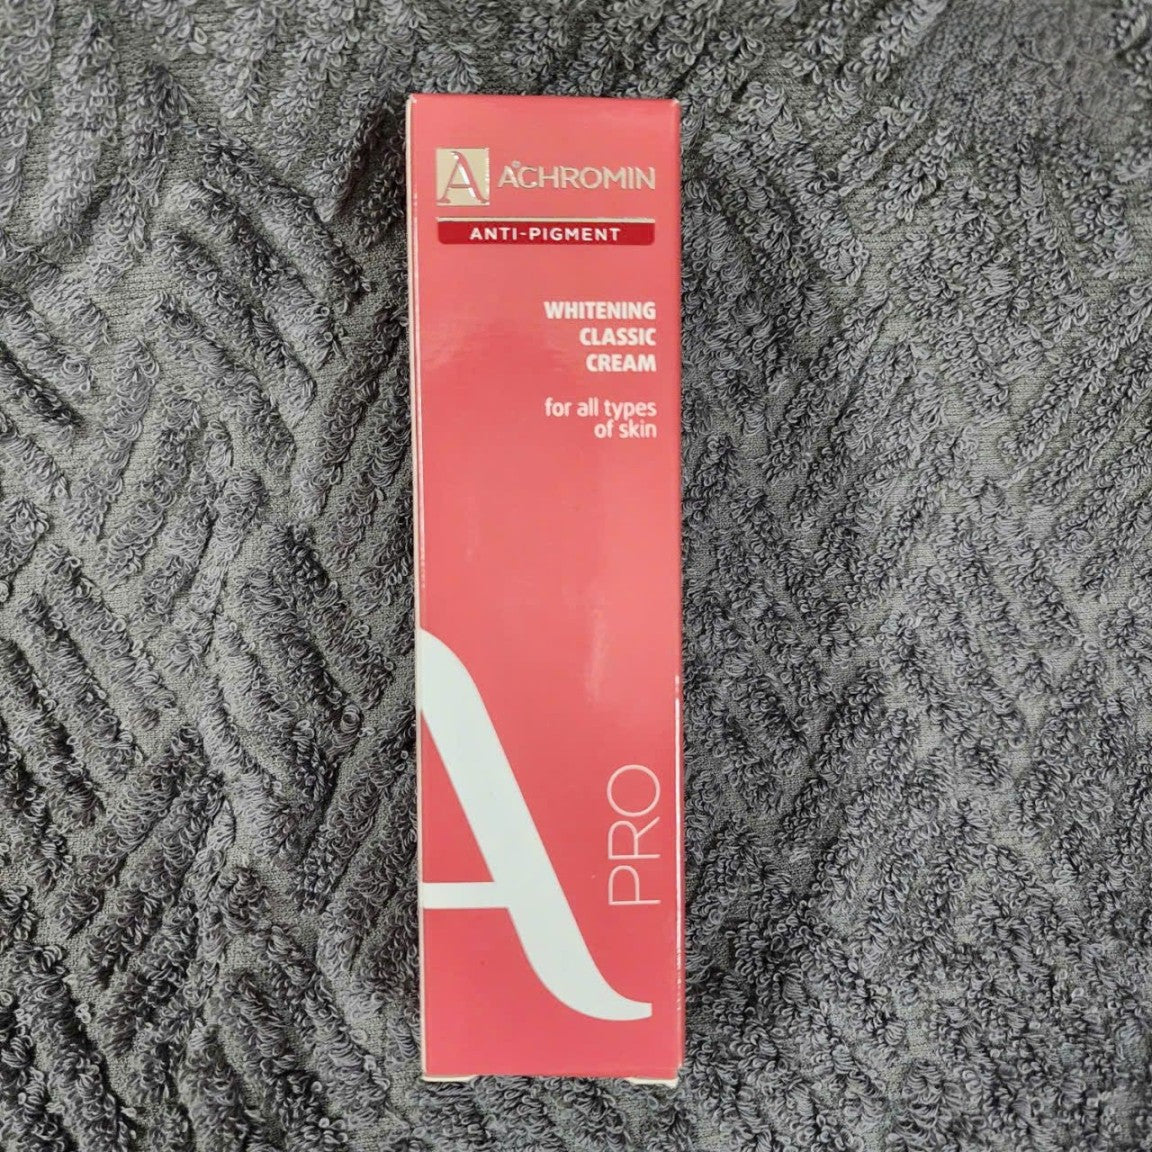 A ACHROMIN
ANTI-PIGMENT
WHITENING
CLASSIC
CREAM
for all types
of skin
A
PRO